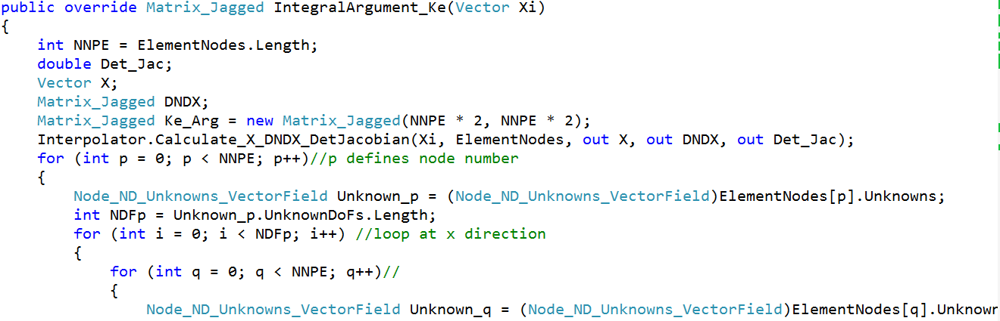 public override Matrix_Jagged IntegralArgument_Ke(Vector Xi)
{
int NNPE = ElementNodes.Length;
double Det_Jac;
Vector X;
Matrix_Jagged DNDX;
Matrix_Jagged Ke_Arg = new Matrix_Jagged(NNPE * 2, NNPE * 2);
Interpolator.Calculate_X_DNDX_DetJacobian(Xi, ElementNodes, out X, out DNDX, out Det_Jac);
for (int p = 0; p < NNPE; p++)//p defines node number
{
Node_ND_Unknowns_VectorField Unknown_p = (Node_ND_Unknowns_VectorField)ElementNodes[p].Unknowns;
int NDFp = Unknown_p.UnknownDoFs.Length;
for (int i = 0; i < NDFp; i++) //loop at x direction
{
for (int q = 0; q < NNPE; q++)//
{
Node_ND_Unknowns_VectorField Unknown_q = (Node_ND_Unknowns_VectorField)ElementNodes[q].Unknown